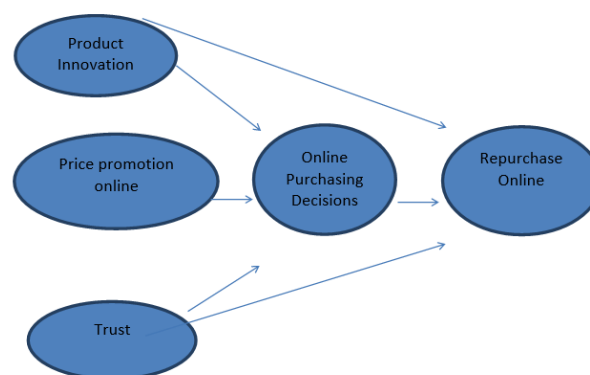 Product
Innovation
Price promotion
online
Online
Purchasing
Decisions
Repurchase
Online
Trust